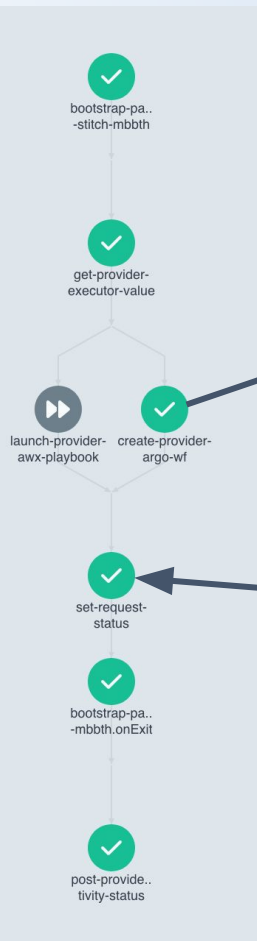 bootstrap-pa..
-stitch-mbbth
get-provider-
executor-value
launch-provider-
awx-playbook
create-provider-
argo-wf
set-request-
status
bootstrap-pa..
-mbbth.onExit
post-provide..
tivity-status